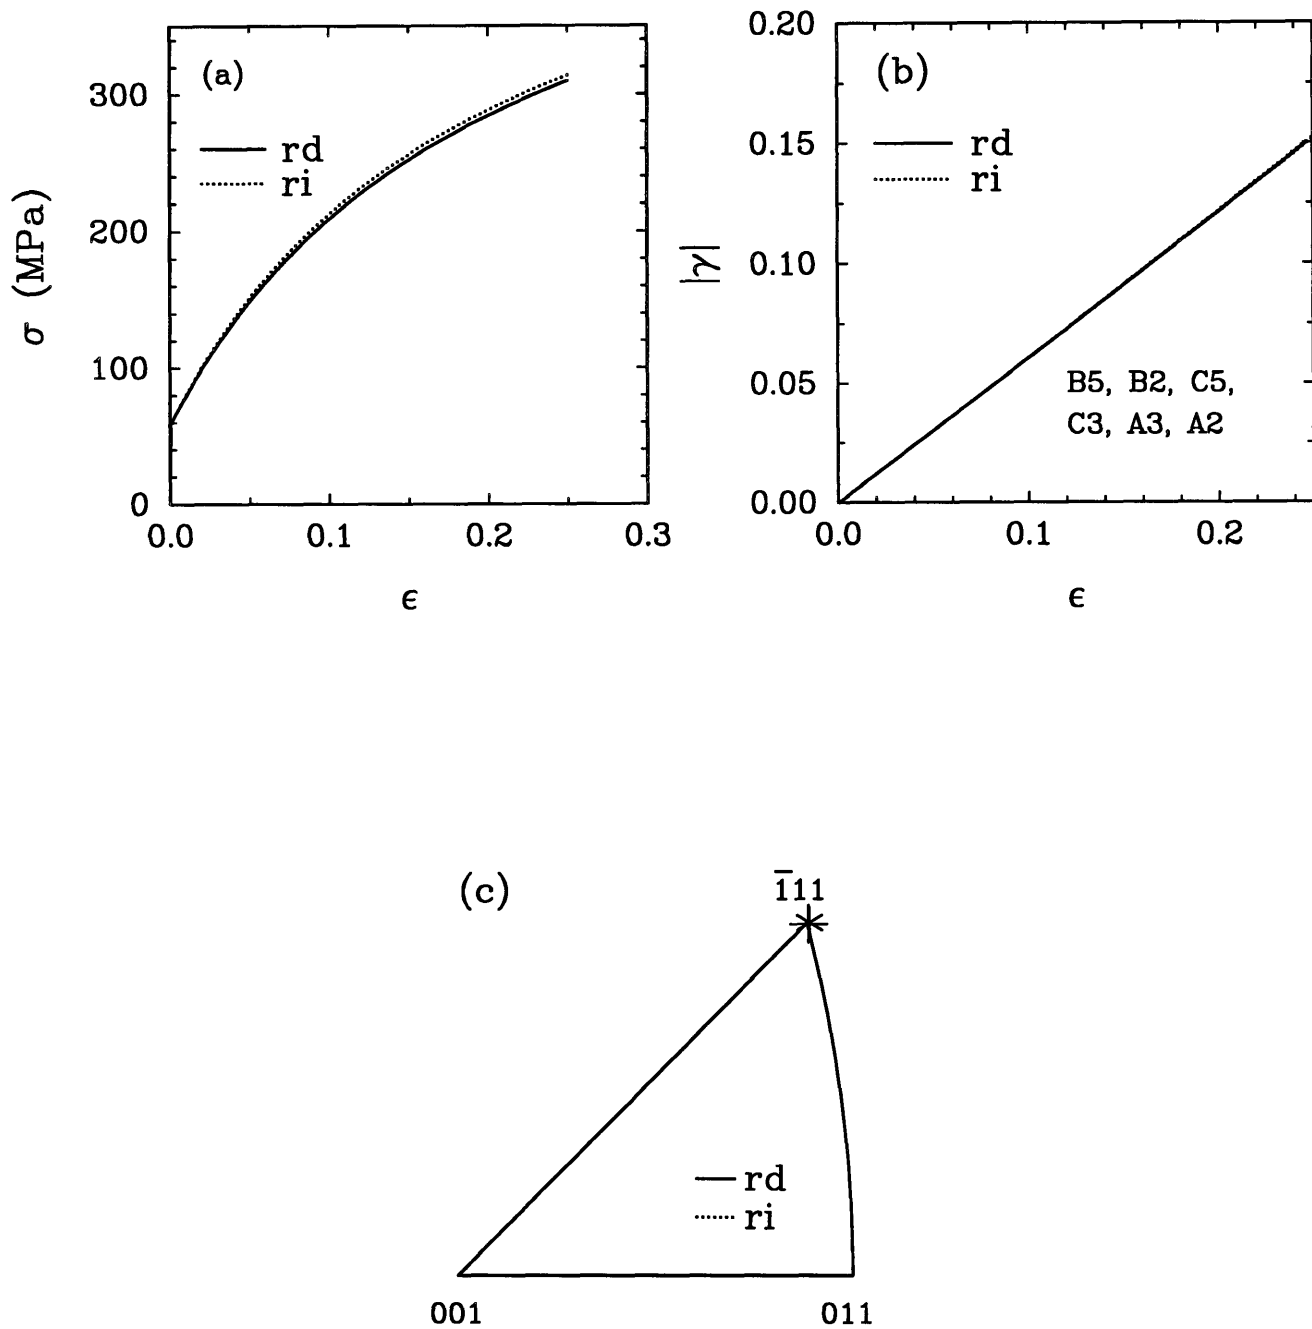 (a)
300
200
100
0
σ (MPa)
rd
ri
0.0 0.1 0.2 0.3
ϵ
(b)
0.20
0.15
0.10
0.05
0.00
|γ|
rd
ri
B5, B2, C5,
C3, A3, A2
0.0 0.1 0.2
ϵ
(c)
1̅11
rd
ri
001 011